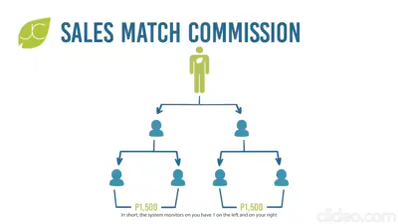 JC
SALES MATCH COMMISSION
P1,500 P1,500
In short, the system monitors on you have 1 on the left and on your right
clideo.com